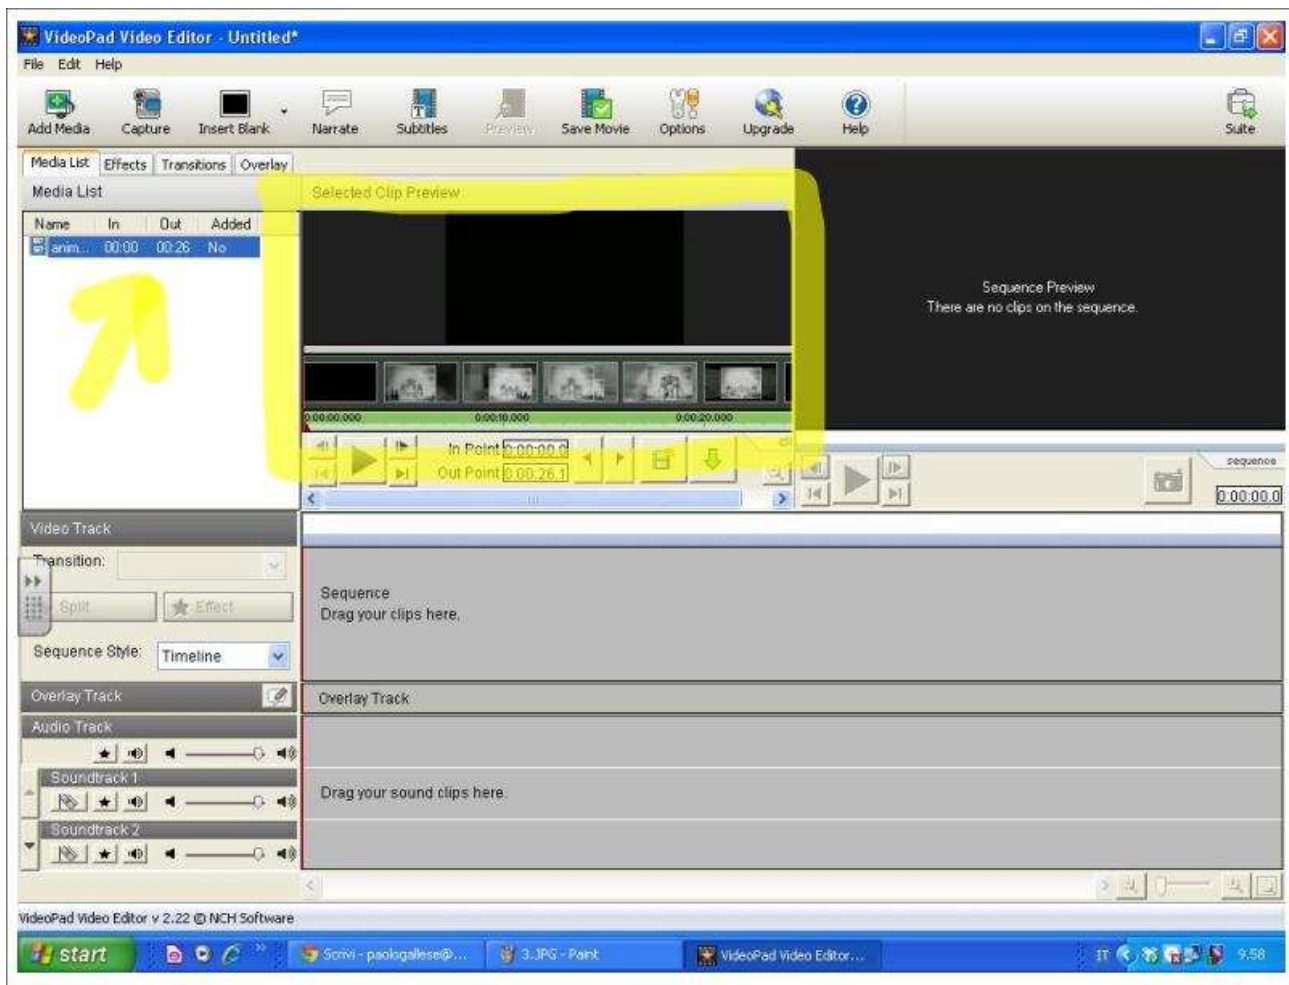 VideoPad Video Editor - Untitled*
File Edit Help
Add Media Capture Insert Blank Narrate Subtitles Preview Save Movie Options Upgrade Help Suite
Media List Effects Transitions Overlay
Media List
Selected Clip Preview
Name In Out Added
anim... 00:00 00:26 No
Sequence Preview
There are no clips on the sequence.
0:00:00.000 0:00:10.000 0:00:20.000
In Point 0:00:00.0
Out Point 0:00:26.1
sequence
0:00:00.0
Video Track
Transition:
Split Effect
Sequence Style: Timeline
Sequence
Drag your clips here.
Overlay Track
Overlay Track
Audio Track
Soundtrack 1
Drag your sound clips here.
Soundtrack 2
VideoPad Video Editor v 2.22 © NCH Software
start
Scrivi - paologallese@...
3.JPG - Paint
VideoPad Video Editor...
IT
9.58